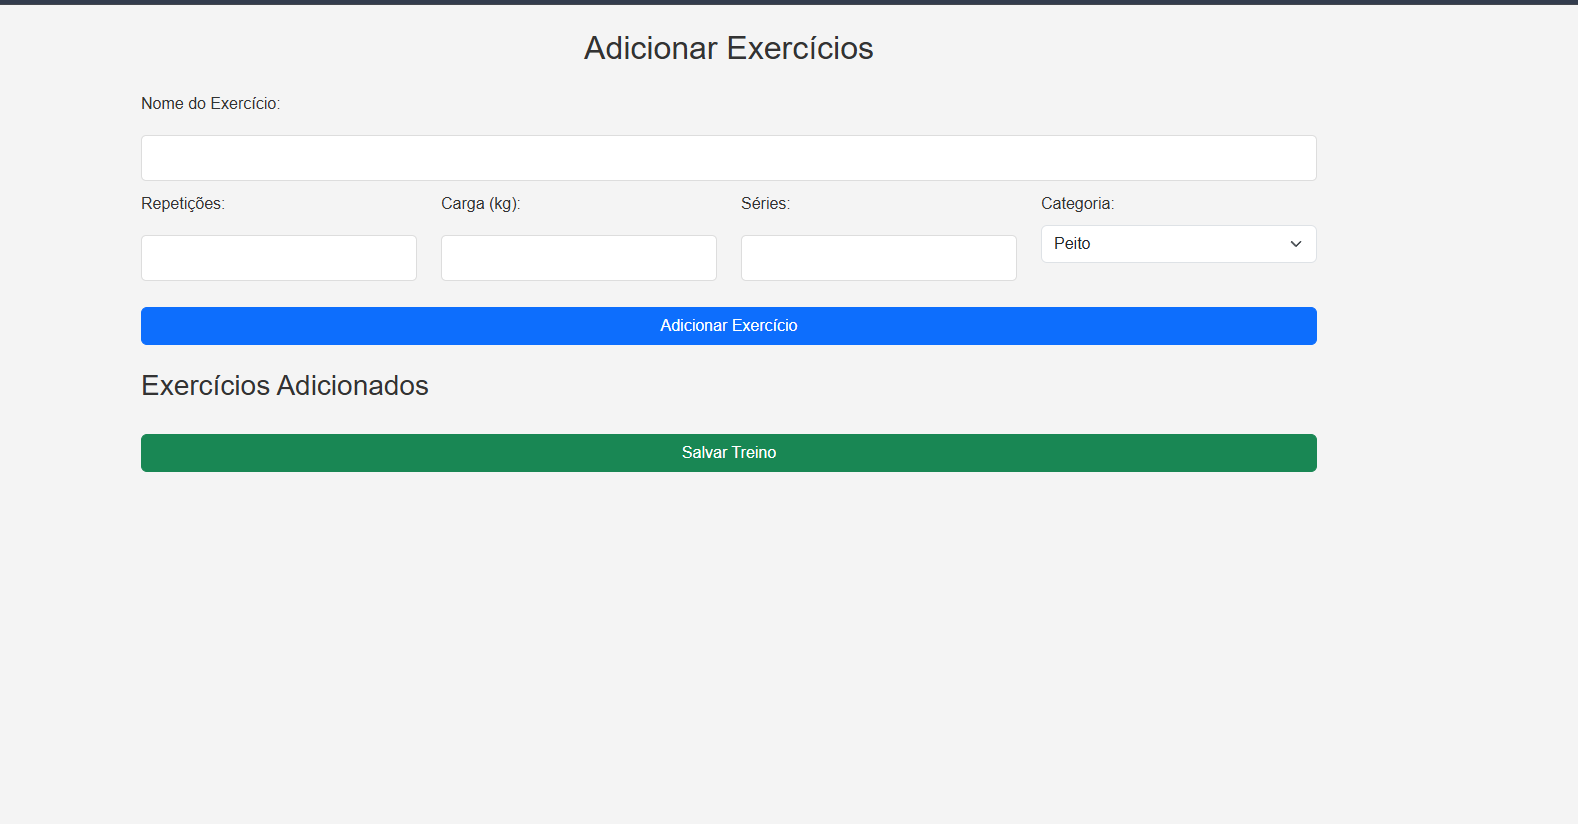 Adicionar Exercícios
Nome do Exercício:
Repetições:
Carga (kg):
Séries:
Categoria:
Peito
Adicionar Exercício
Exercícios Adicionados
Salvar Treino